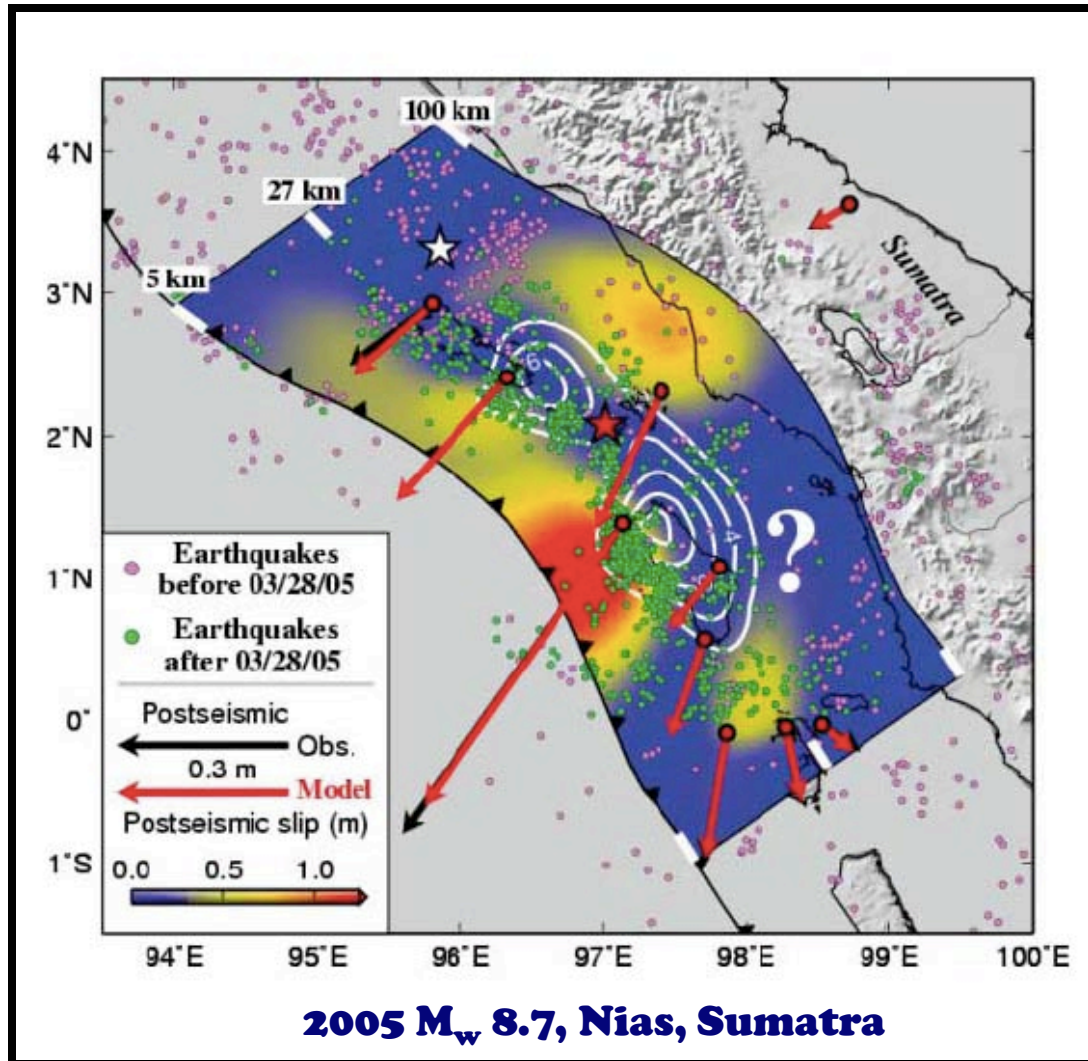 100 km
4°N
27 km
3°N
5 km
Sumatra
6
2°N
4
?
1°N
Earthquakes
before 03/28/05
Earthquakes
after 03/28/05
0°
Postseismic
Obs.
0.3 m
Model
Postseismic slip (m)
0.0 0.5 1.0
1°S
94°E 95°E 96°E 97°E 98°E 99°E 100°E
2005 Mw 8.7, Nias, Sumatra